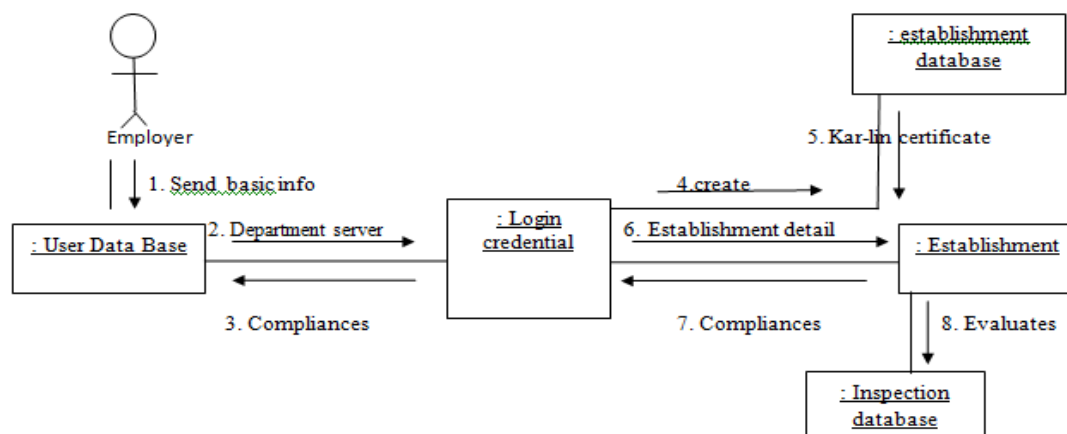 : establishment
database
Employer
5. Kar-lin certificate
1. Send basic info
4.create
: User Data Base
2. Department server
: Login
credential
6. Establishment detail
: Establishment
3. Compliances
7. Compliances
8. Evaluates
: Inspection
database